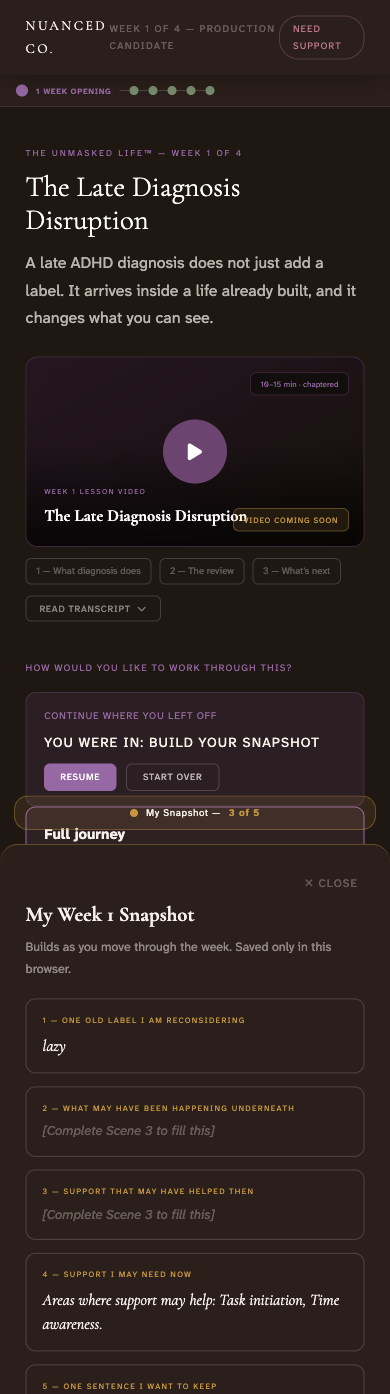 NUANCED
CO.
WEEK 1 OF 4 — PRODUCTION
CANDIDATE
NEED
SUPPORT
1 WEEK OPENING
THE UNMASKED LIFE™ — WEEK 1 OF 4
The Late Diagnosis
Disruption
A late ADHD diagnosis does not just add a
label. It arrives inside a life already built, and it
changes what you can see.
10–15 min · chaptered
WEEK 1 LESSON VIDEO
The Late Diagnosis Disruption
VIDEO COMING SOON
1 — What diagnosis does
2 — The review
3 — What's next
READ TRANSCRIPT
HOW WOULD YOU LIKE TO WORK THROUGH THIS?
CONTINUE WHERE YOU LEFT OFF
YOU WERE IN: BUILD YOUR SNAPSHOT
RESUME
START OVER
My Snapshot — 3 of 5
Full journey
✕ CLOSE
My Week 1 Snapshot
Builds as you move through the week. Saved only in this
browser.
1 — ONE OLD LABEL I AM RECONSIDERING
lazy
2 — WHAT MAY HAVE BEEN HAPPENING UNDERNEATH
[Complete Scene 3 to fill this]
3 — SUPPORT THAT MAY HAVE HELPED THEN
[Complete Scene 3 to fill this]
4 — SUPPORT I MAY NEED NOW
Areas where support may help: Task initiation, Time
awareness.
5 — ONE SENTENCE I WANT TO KEEP